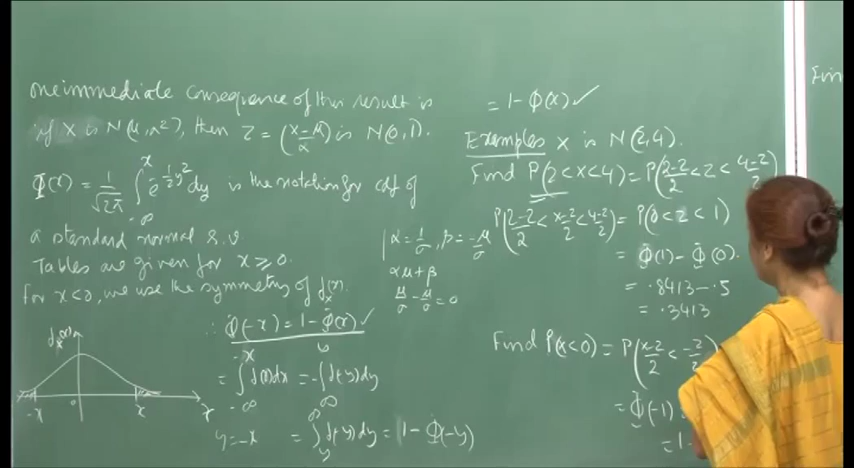 one immediate consequence of this result is
if X is N(μ, σ²), then Z = (X-μ / σ) is N(0,1).
Φ(x) = 1/√2π ∫_{-∞}^{x} e^{-½y²} dy is the notation for cdf of
a standard normal r.v
Tables are given for x ≥ 0.
For x<0, we use the symmetry of f_X(x).
∴ Φ(-x) = 1 - Φ(x) ✓
= ∫_{-∞}^{-x} f(x)dx = -∫_{∞}^{y} f(-y)dy
y = -x = ∫_{y}^{∞} f(-y)dy = 1 - Φ(-y)
f_X(x)
-x 0 x x
α = 1/σ, β = -μ/σ
αμ+β
μ/σ - μ/σ = 0
= 1 - Φ(x) ✓
Examples X is N(2,4).
Find P(2<X<4) = P(2-2/2 < Z < 4-2/2)
P(2-2/2 < X-2/2 < 4-2/2) = P(0<Z<1)
= Φ(1) - Φ(0).
= .8413 - .5
= .3413
Find P(X<0) = P(X-2/2 < -2/2)
= Φ(-1)
= 1-
Fin